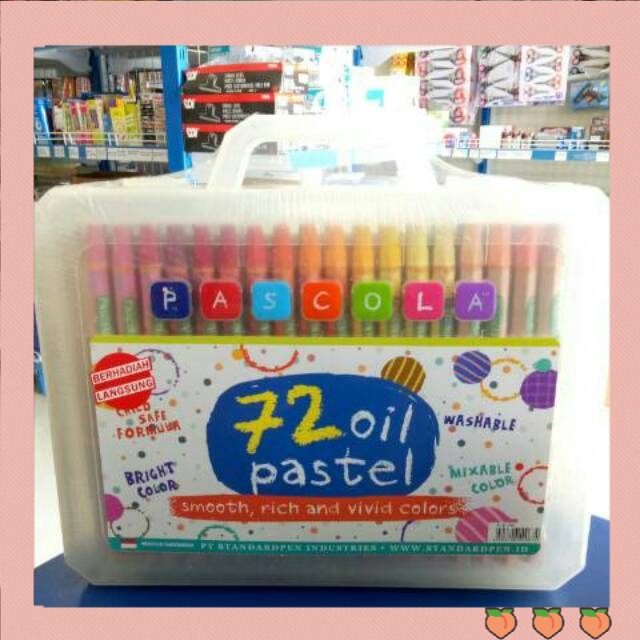 PASCOLA
BERHADIAH
LANGSUNG
CHILD
SAFE
FORMULA
72 oil
pastel
WASHABLE
BRIGHT
COLOR
MIXABLE
COLOR
smooth, rich and vivid colors
PT STANDARDPEN INDUSTRIES • WWW.STANDARDPEN.ID